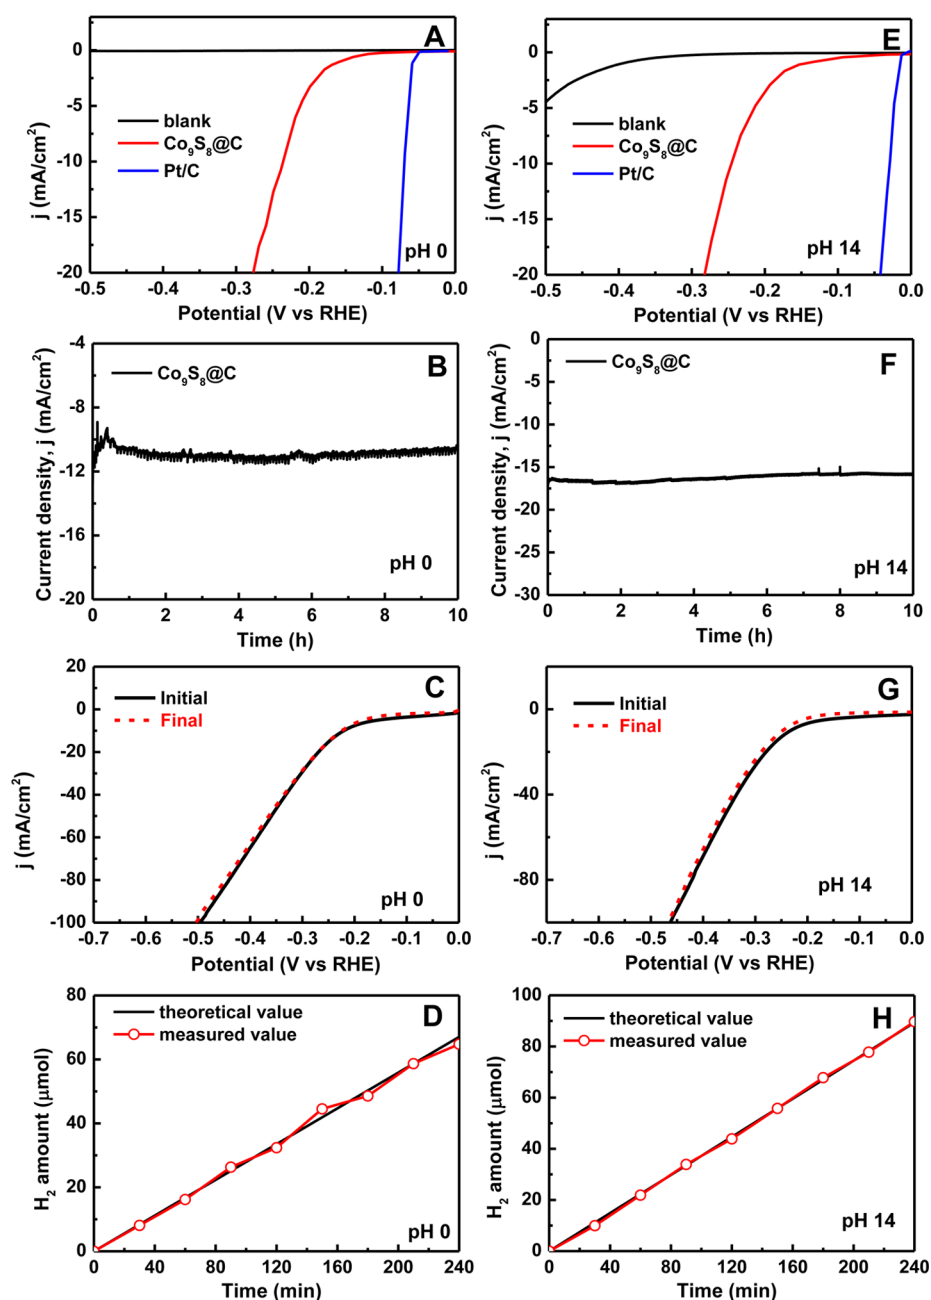 A
0
-5
-10
-15
-20
j (mA/cm²)
blank
Co₉S₈@C
Pt/C
pH 0
-0.5 -0.4 -0.3 -0.2 -0.1 0.0
Potential (V vs RHE)
E
0
-5
-10
-15
-20
j (mA/cm²)
blank
Co₉S₈@C
Pt/C
pH 14
-0.5 -0.4 -0.3 -0.2 -0.1 0.0
Potential (V vs RHE)
B
-4
-8
-12
-16
-20
Current density, j (mA/cm²)
Co₉S₈@C
pH 0
0 2 4 6 8 10
Time (h)
F
0
-5
-10
-15
-20
-25
-30
Current density, j (mA/cm²)
Co₉S₈@C
pH 14
0 2 4 6 8 10
Time (h)
C
20
0
-20
-40
-60
-80
-100
j (mA/cm²)
Initial
Final
pH 0
-0.7 -0.6 -0.5 -0.4 -0.3 -0.2 -0.1 0.0
Potential (V vs RHE)
G
0
-40
-80
j (mA/cm²)
Initial
Final
pH 14
-0.7 -0.6 -0.5 -0.4 -0.3 -0.2 -0.1 0.0
Potential (V vs RHE)
D
80
60
40
20
0
H₂ amount (μmol)
theoretical value
measured value
pH 0
0 40 80 120 160 200 240
Time (min)
H
100
80
60
40
20
0
H₂ amount (μmol)
theoretical value
measured value
pH 14
0 40 80 120 160 200 240
Time (min)